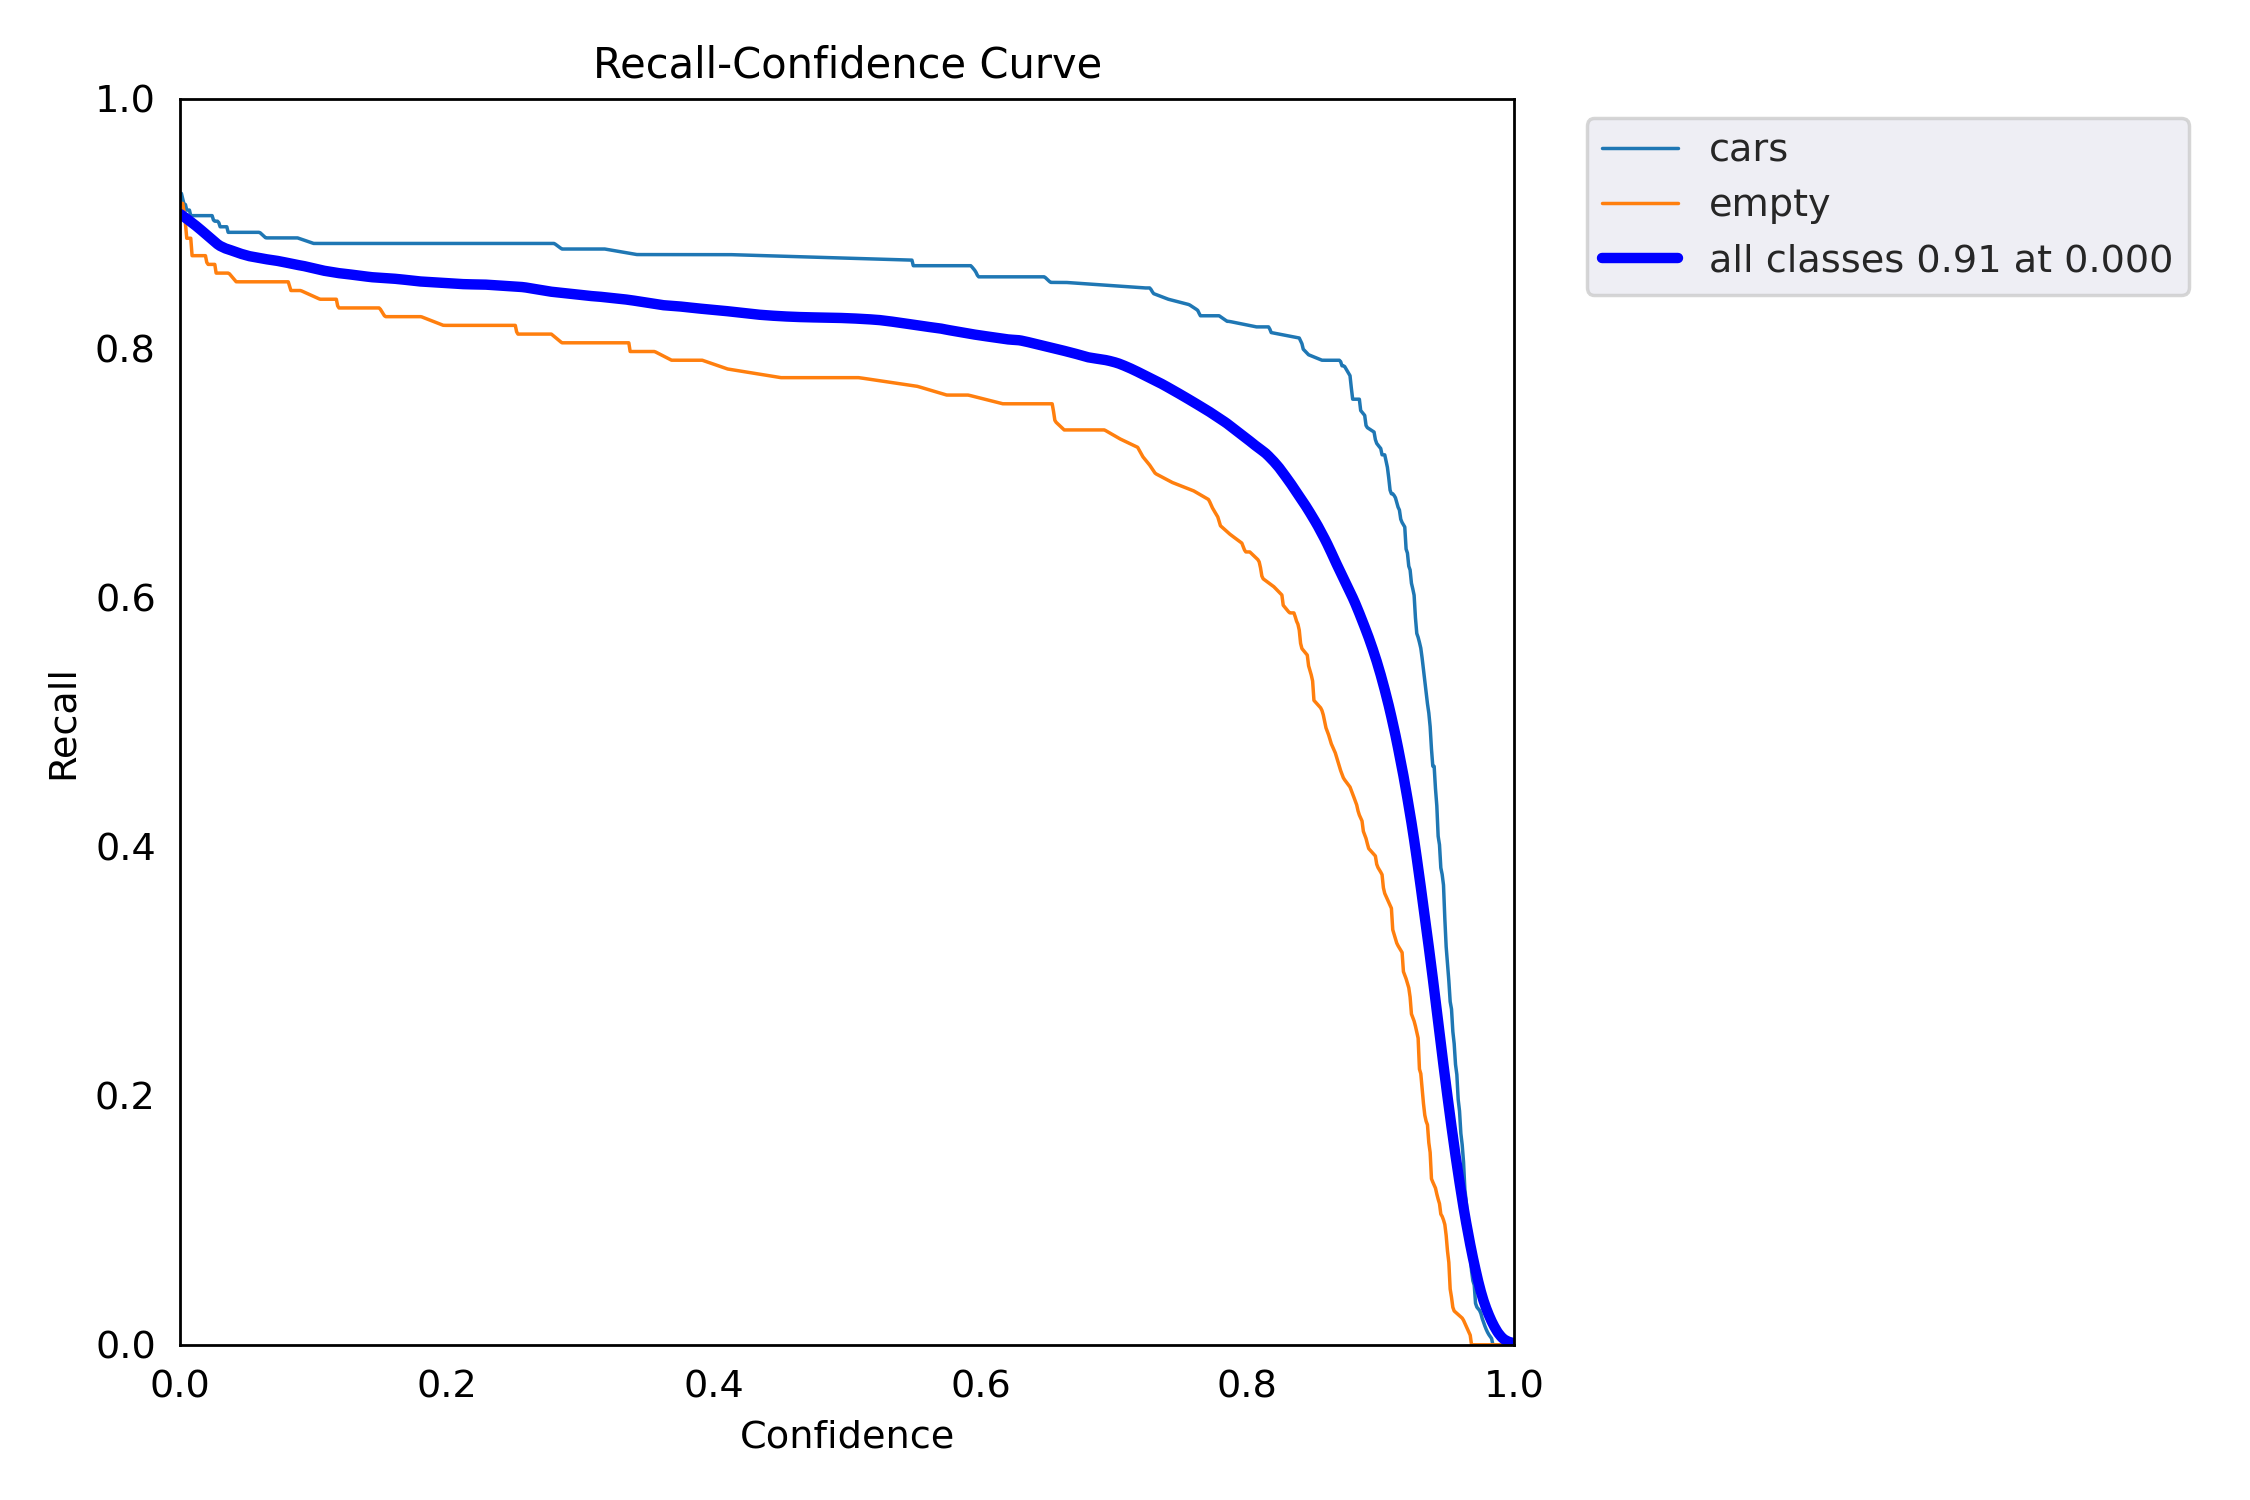 Recall-Confidence Curve
1.0
0.8
0.6
0.4
0.2
0.0
Recall
0.0 0.2 0.4 0.6 0.8 1.0
Confidence
cars
empty
all classes 0.91 at 0.000